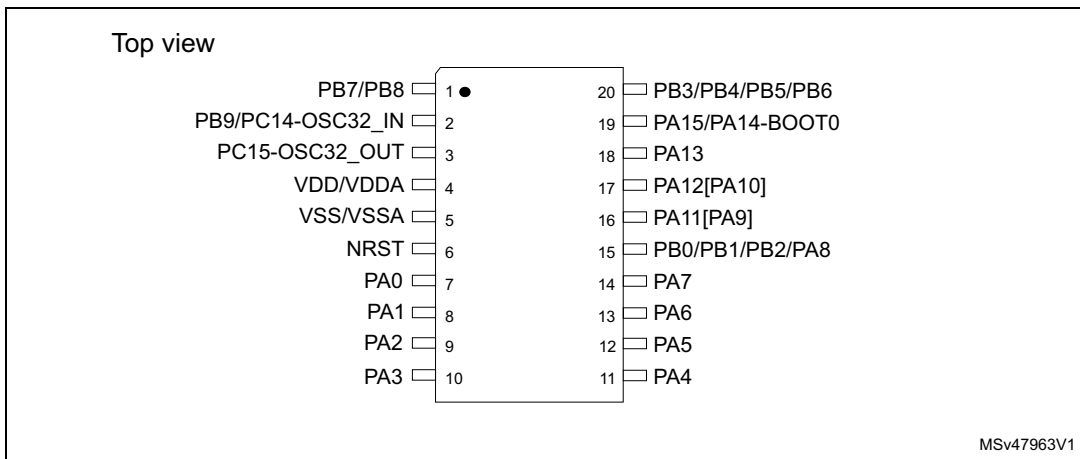 Top view
PB7/PB8 1 20 PB3/PB4/PB5/PB6
PB9/PC14-OSC32_IN 2 19 PA15/PA14-BOOT0
PC15-OSC32_OUT 3 18 PA13
VDD/VDDA 4 17 PA12[PA10]
VSS/VSSA 5 16 PA11[PA9]
NRST 6 15 PB0/PB1/PB2/PA8
PA0 7 14 PA7
PA1 8 13 PA6
PA2 9 12 PA5
PA3 10 11 PA4
MSv47963V1